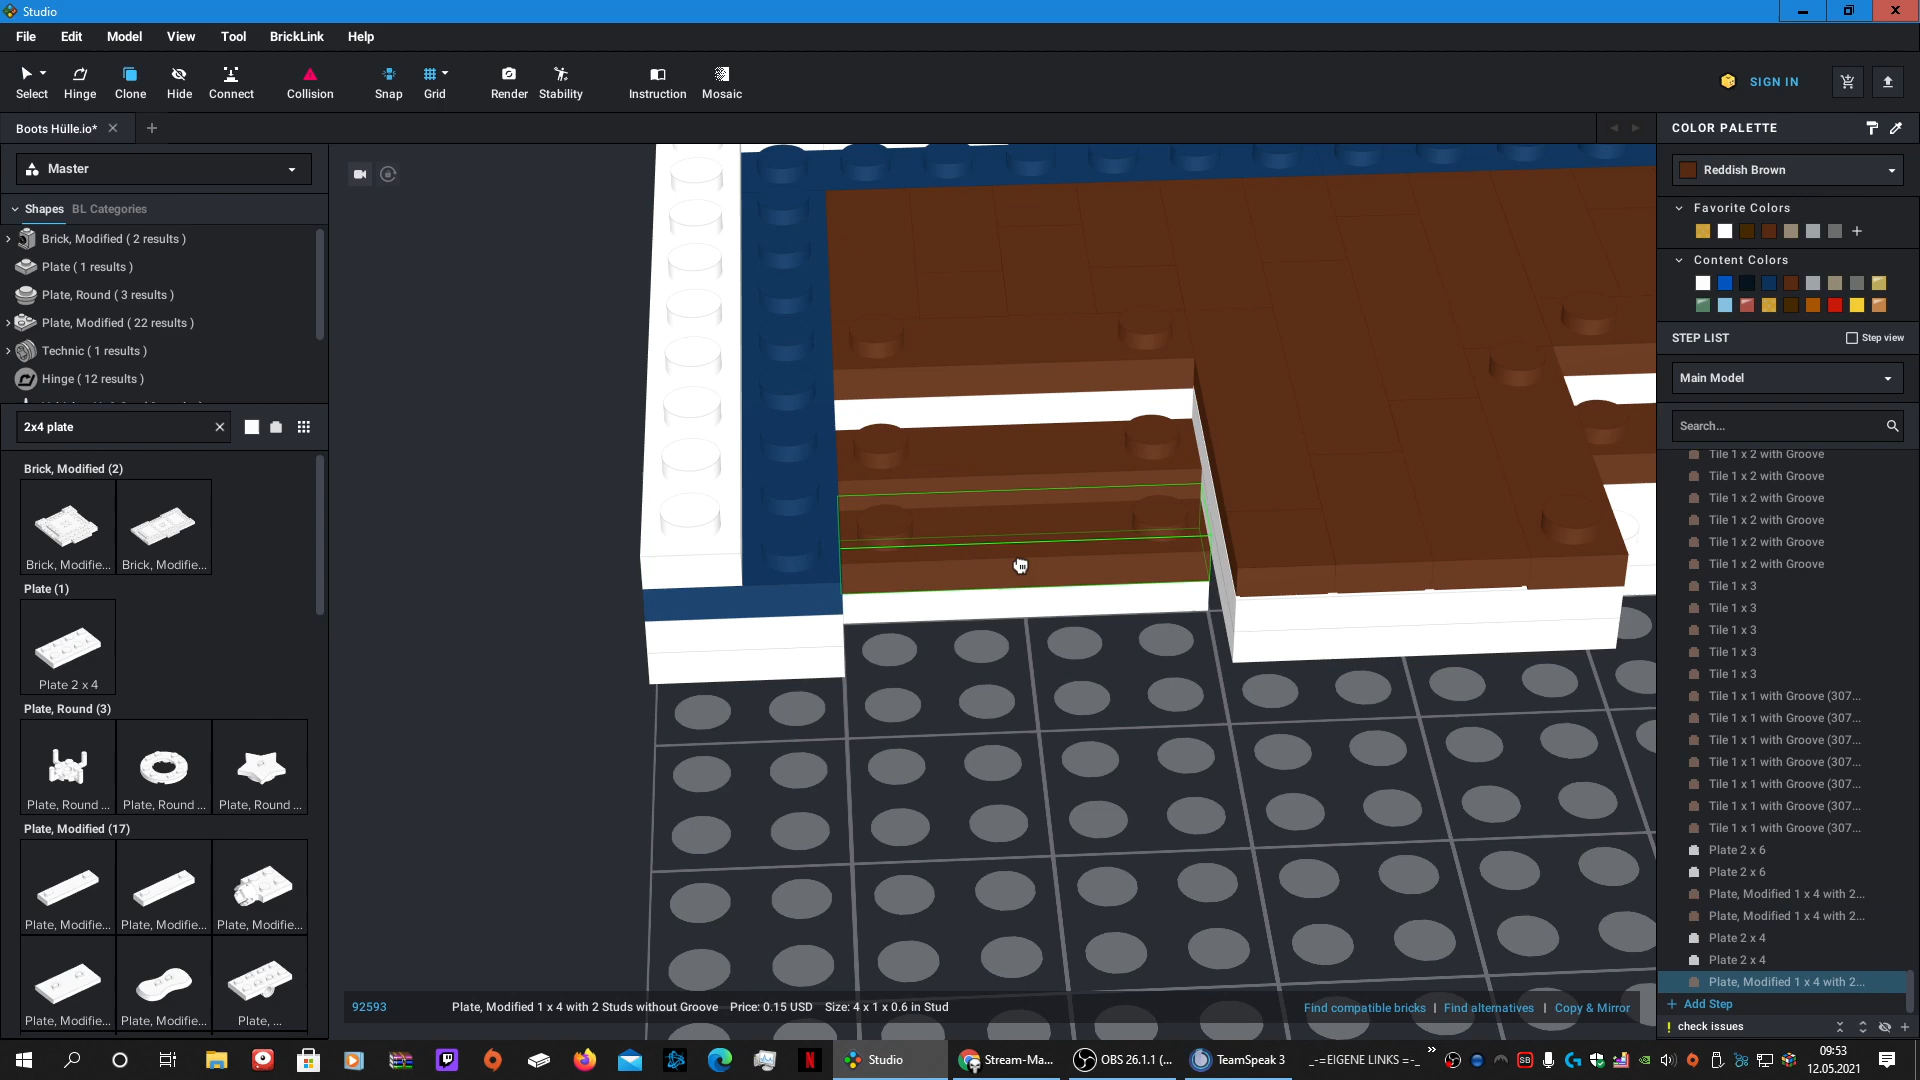 Studio
File Edit Model View Tool BrickLink Help
Select Hinge Clone Hide Connect Collision Snap Grid Render Stability Instruction Mosaic
SIGN IN
Boots Hülle.io*
Master
Shapes BL Categories
Brick, Modified ( 2 results )
Plate ( 1 results )
Plate, Round ( 3 results )
Plate, Modified ( 22 results )
Technic ( 1 results )
Hinge ( 12 results )
2x4 plate
Brick, Modified (2)
Brick, Modifie... Brick, Modifie...
Plate (1)
Plate 2 x 4
Plate, Round (3)
Plate, Round ... Plate, Round ... Plate, Round ...
Plate, Modified (17)
Plate, Modifie... Plate, Modifie... Plate, Modifie...
Plate, Modifie... Plate, Modifie... Plate, ...
92593 Plate, Modified 1 x 4 with 2 Studs without Groove Price: 0.15 USD Size: 4 x 1 x 0.6 in Stud
Find compatible bricks | Find alternatives | Copy & Mirror
COLOR PALETTE
Reddish Brown
Favorite Colors
Content Colors
STEP LIST
Step view
Main Model
Search...
Tile 1 x 2 with Groove
Tile 1 x 2 with Groove
Tile 1 x 2 with Groove
Tile 1 x 2 with Groove
Tile 1 x 2 with Groove
Tile 1 x 2 with Groove
Tile 1 x 3
Tile 1 x 3
Tile 1 x 3
Tile 1 x 3
Tile 1 x 3
Tile 1 x 1 with Groove (307...
Tile 1 x 1 with Groove (307...
Tile 1 x 1 with Groove (307...
Tile 1 x 1 with Groove (307...
Tile 1 x 1 with Groove (307...
Tile 1 x 1 with Groove (307...
Tile 1 x 1 with Groove (307...
Plate 2 x 6
Plate 2 x 6
Plate, Modified 1 x 4 with 2...
Plate, Modified 1 x 4 with 2...
Plate 2 x 4
Plate 2 x 4
Plate, Modified 1 x 4 with 2...
Add Step
check issues
Studio
Stream-Ma...
OBS 26.1.1 (...
TeamSpeak 3
_-=EIGENE LINKS =-_
09:53
12.05.2021